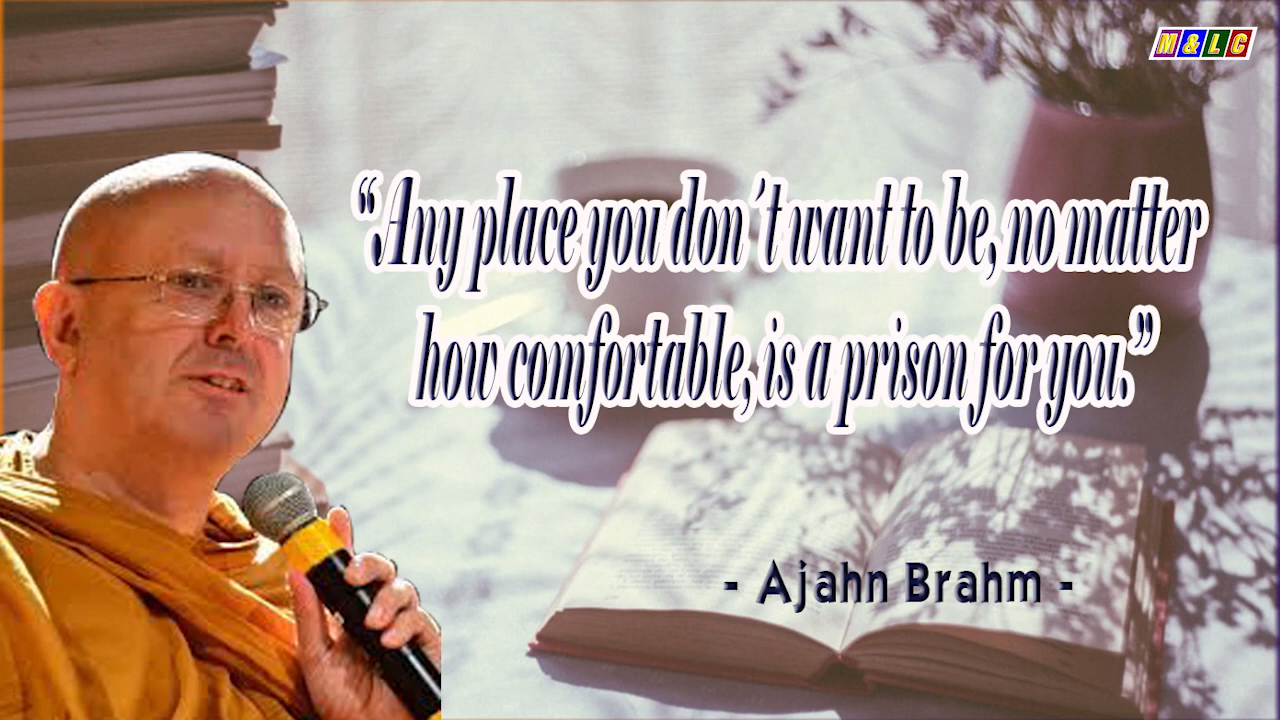 M&LC
“Any place you don´t want to be, no matter
how comfortable, is a prison for you.”
- Ajahn Brahm -